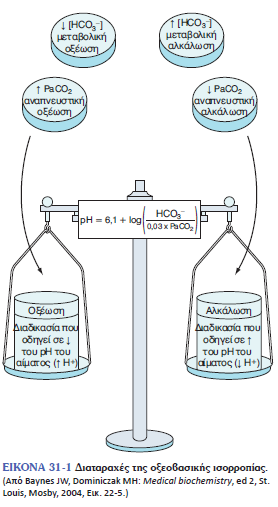 ↓ [HCO₃⁻]
μεταβολική
οξέωση
↑ [HCO₃⁻]
μεταβολική
αλκάλωση
↑ PaCO₂
αναπνευστική
οξέωση
↓ PaCO₂
αναπνευστική
αλκάλωση
pH = 6,1 + log(HCO₃⁻ / 0,03 x PaCO₂)
Οξέωση
Διαδικασία που
οδηγεί σε ↓
του pH του
αίματος (↑ H⁺)
Αλκάλωση
Διαδικασία που
οδηγεί σε ↑
του pH του
αίματος (↓ H⁺)
ΕΙΚΟΝΑ 31-1 Διαταραχές της οξεοβασικής ισορροπίας.
(Από Baynes JW, Dominiczak MH: Medical biochemistry, ed 2, St.
Louis, Mosby, 2004, Εικ. 22-5.)